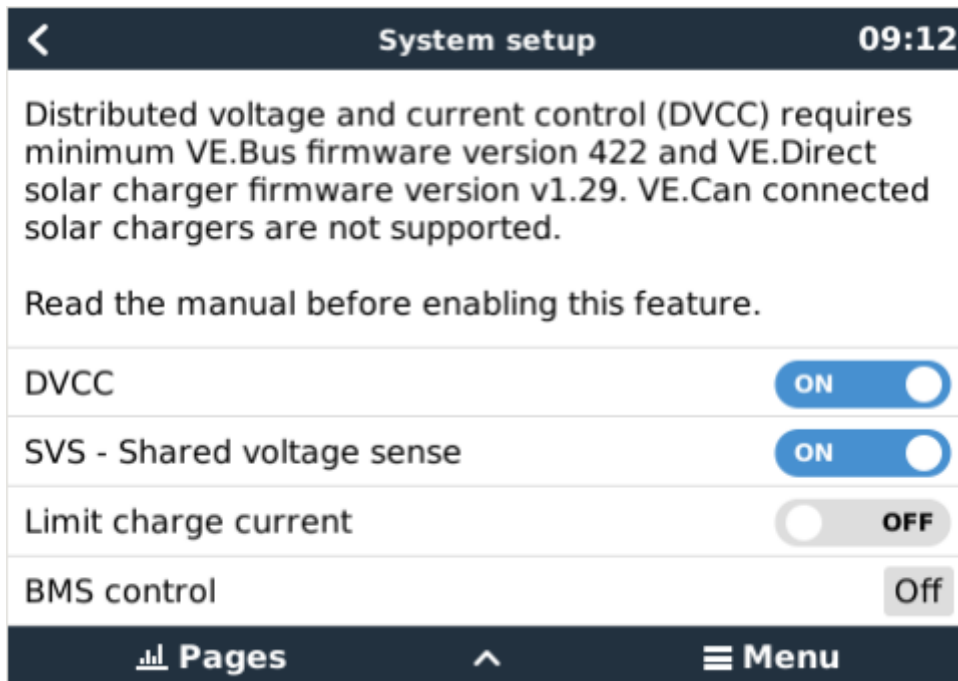 System setup 09:12
Distributed voltage and current control (DVCC) requires
minimum VE.Bus firmware version 422 and VE.Direct
solar charger firmware version v1.29. VE.Can connected
solar chargers are not supported.
Read the manual before enabling this feature.
DVCC ON
SVS - Shared voltage sense ON
Limit charge current OFF
BMS control Off
Pages Menu